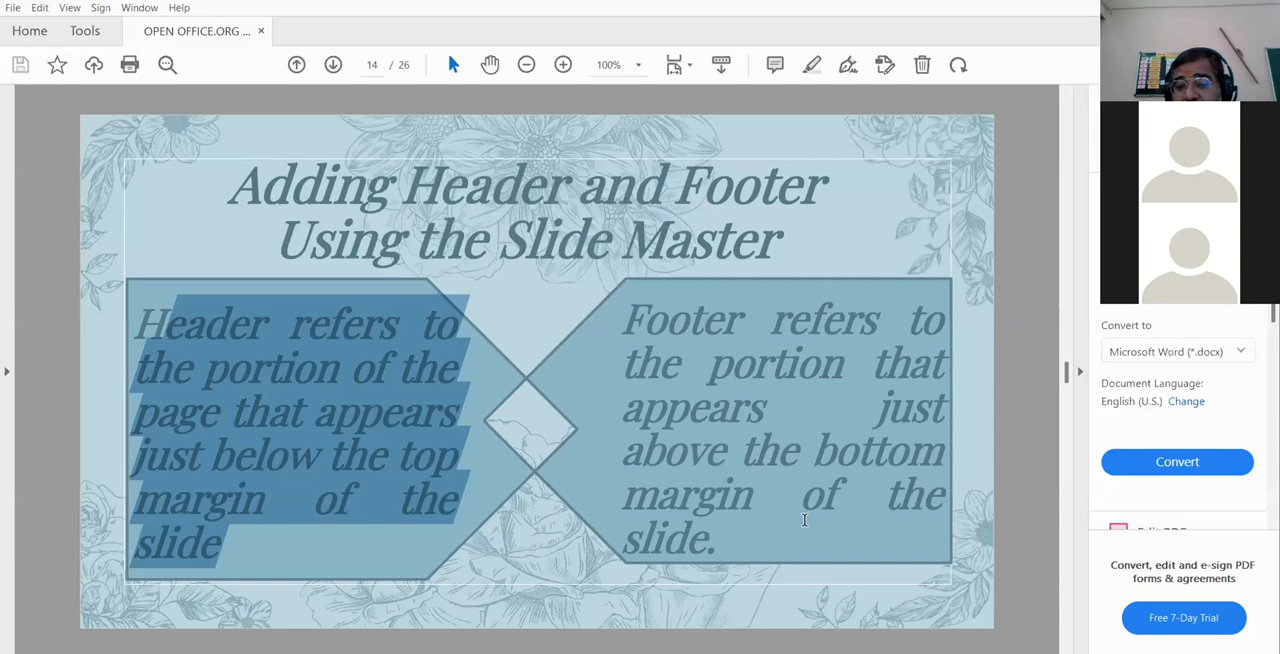 File Edit View Sign Window Help
Home Tools OPEN OFFICE.ORG ... ×
14 / 26 100%
Adding Header and Footer
Using the Slide Master
Header refers to
the portion of the
page that appears
just below the top
margin of the
slide
Footer refers to
the portion that
appears just
above the bottom
margin of the
slide.
Convert to
Microsoft Word (*.docx)
Document Language:
English (U.S.) Change
Convert
Edit PDF
Convert, edit and e-sign PDF
forms & agreements
Free 7-Day Trial